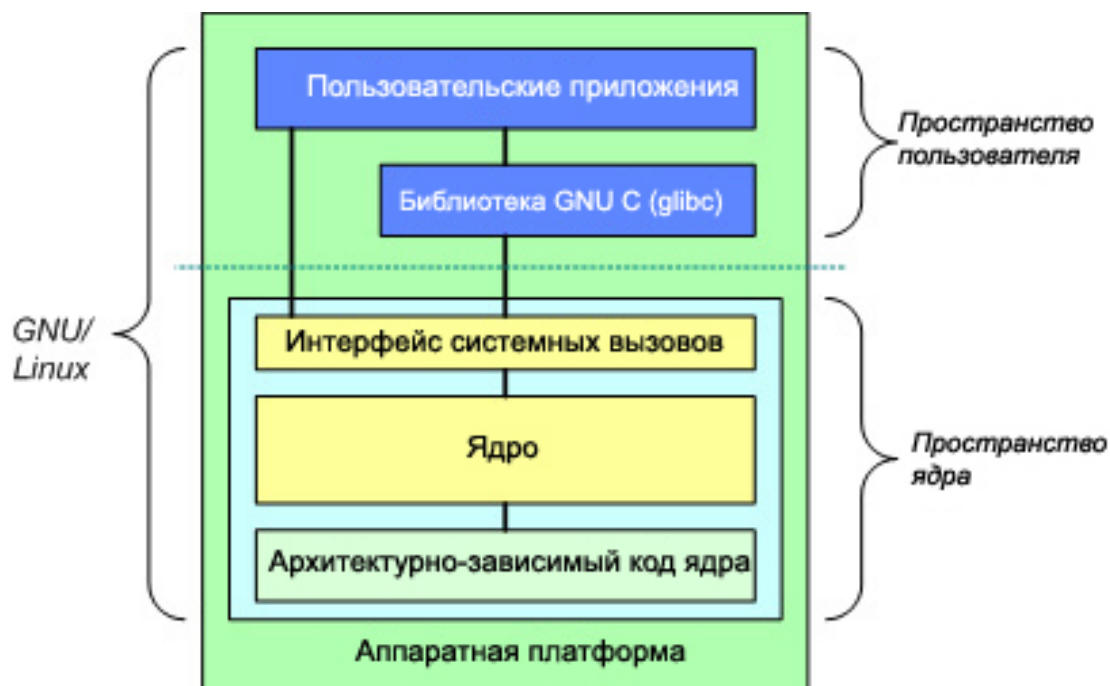 Пользовательские приложения
Пространство
пользователя
Библиотека GNU C (glibc)
GNU/
Linux
Интерфейс системных вызовов
Ядро
Пространство
ядра
Архитектурно-зависимый код ядра
Аппаратная платформа